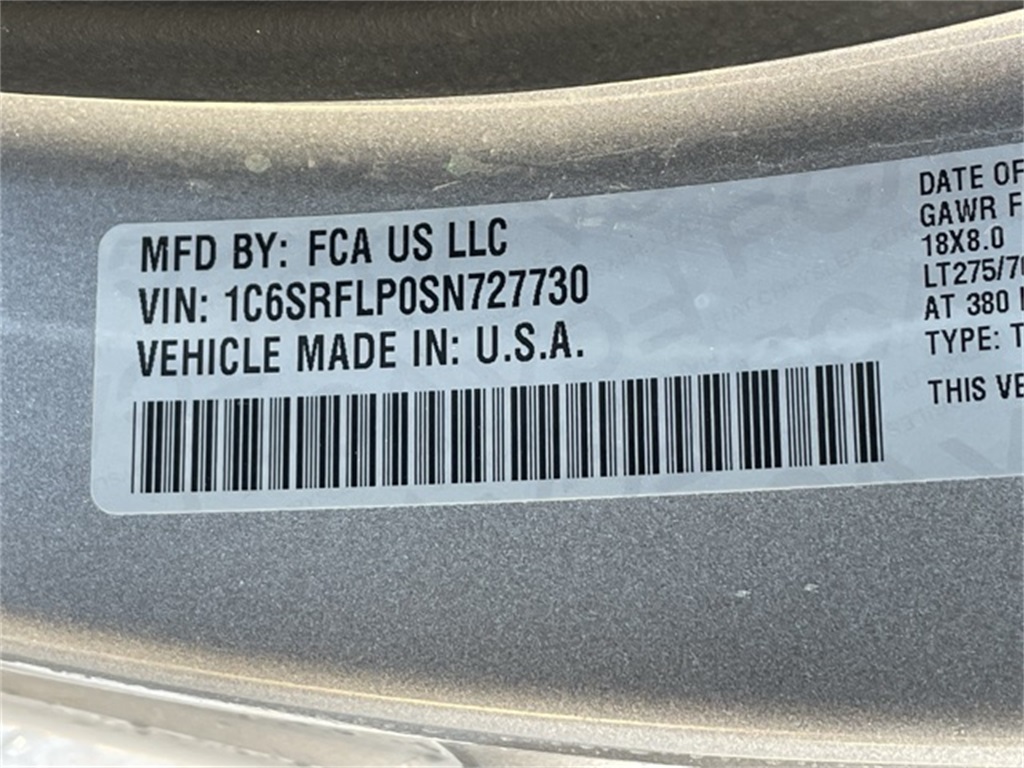 MFD BY: FCA US LLC
VIN: 1C6SRFLP0SN727730
VEHICLE MADE IN: U.S.A.
DATE OF
GAWR F
18X8.0
LT275/70
AT 380
TYPE: T
THIS VE